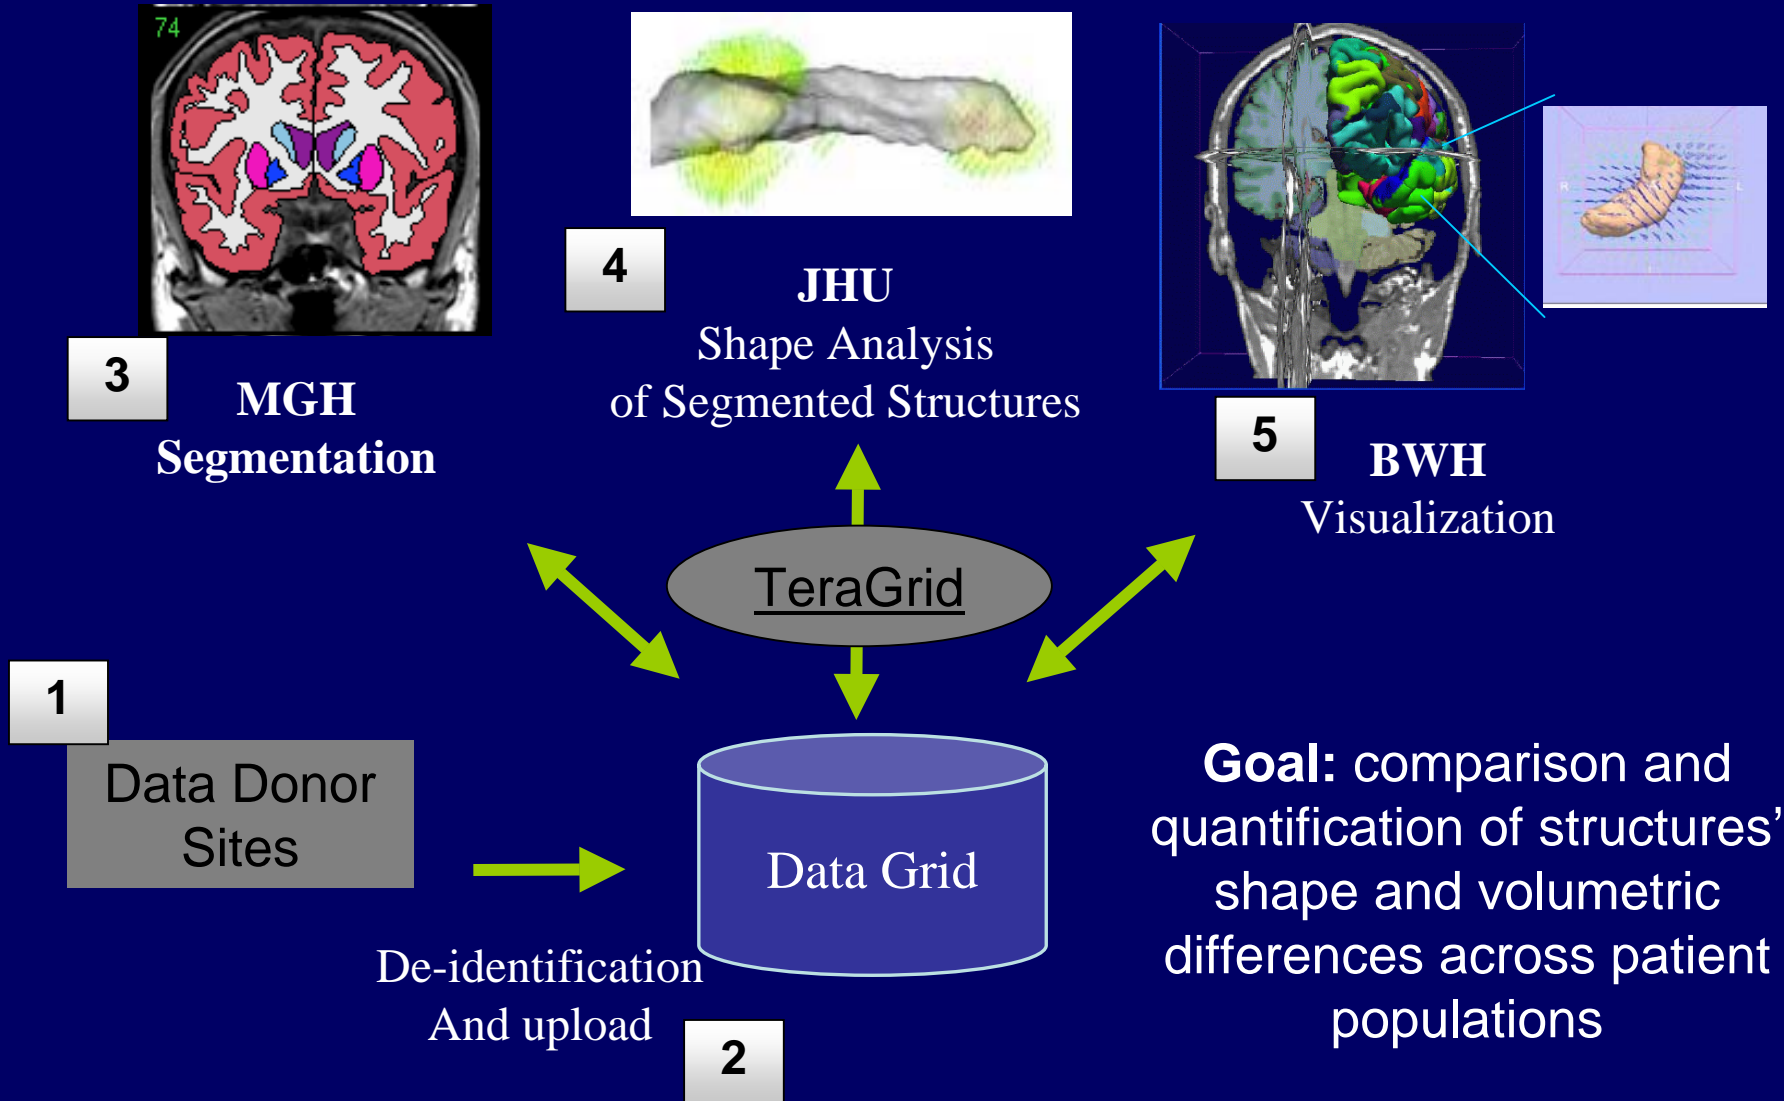 74
3
MGH
Segmentation
4
JHU
Shape Analysis
of Segmented Structures
R
L
5
BWH
Visualization
TeraGrid
1
Data Donor
Sites
De-identification
And upload
2
Data Grid
Goal: comparison and
quantification of structures’
shape and volumetric
differences across patient
populations